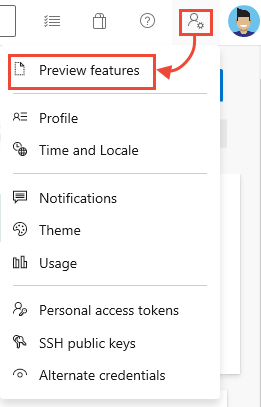 Preview features
Profile
Time and Locale
Notifications
Theme
Usage
Personal access tokens
SSH public keys
Alternate credentials